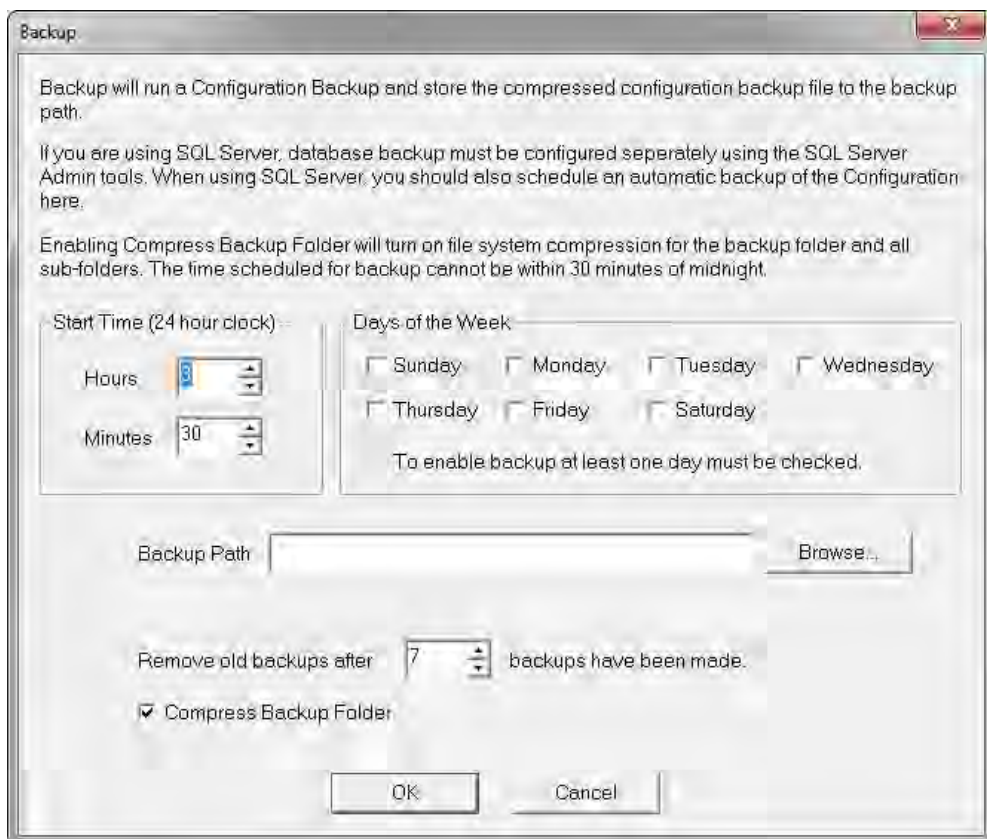 Backup
Backup will run a Configuration Backup and store the compressed configuration backup file to the backup
path.
If you are using SQL Server, database backup must be configured seperately using the SQL Server
Admin tools. When using SQL Server, you should also schedule an automatic backup of the Configuration
here.
Enabling Compress Backup Folder will turn on file system compression for the backup folder and all
sub-folders. The time scheduled for backup cannot be within 30 minutes of midnight.
Start Time (24 hour clock)
Hours 3
Minutes 30
Days of the Week
Sunday Monday Tuesday Wednesday
Thursday Friday Saturday
To enable backup at least one day must be checked.
Backup Path Browse...
Remove old backups after 7 backups have been made.
Compress Backup Folder
OK Cancel